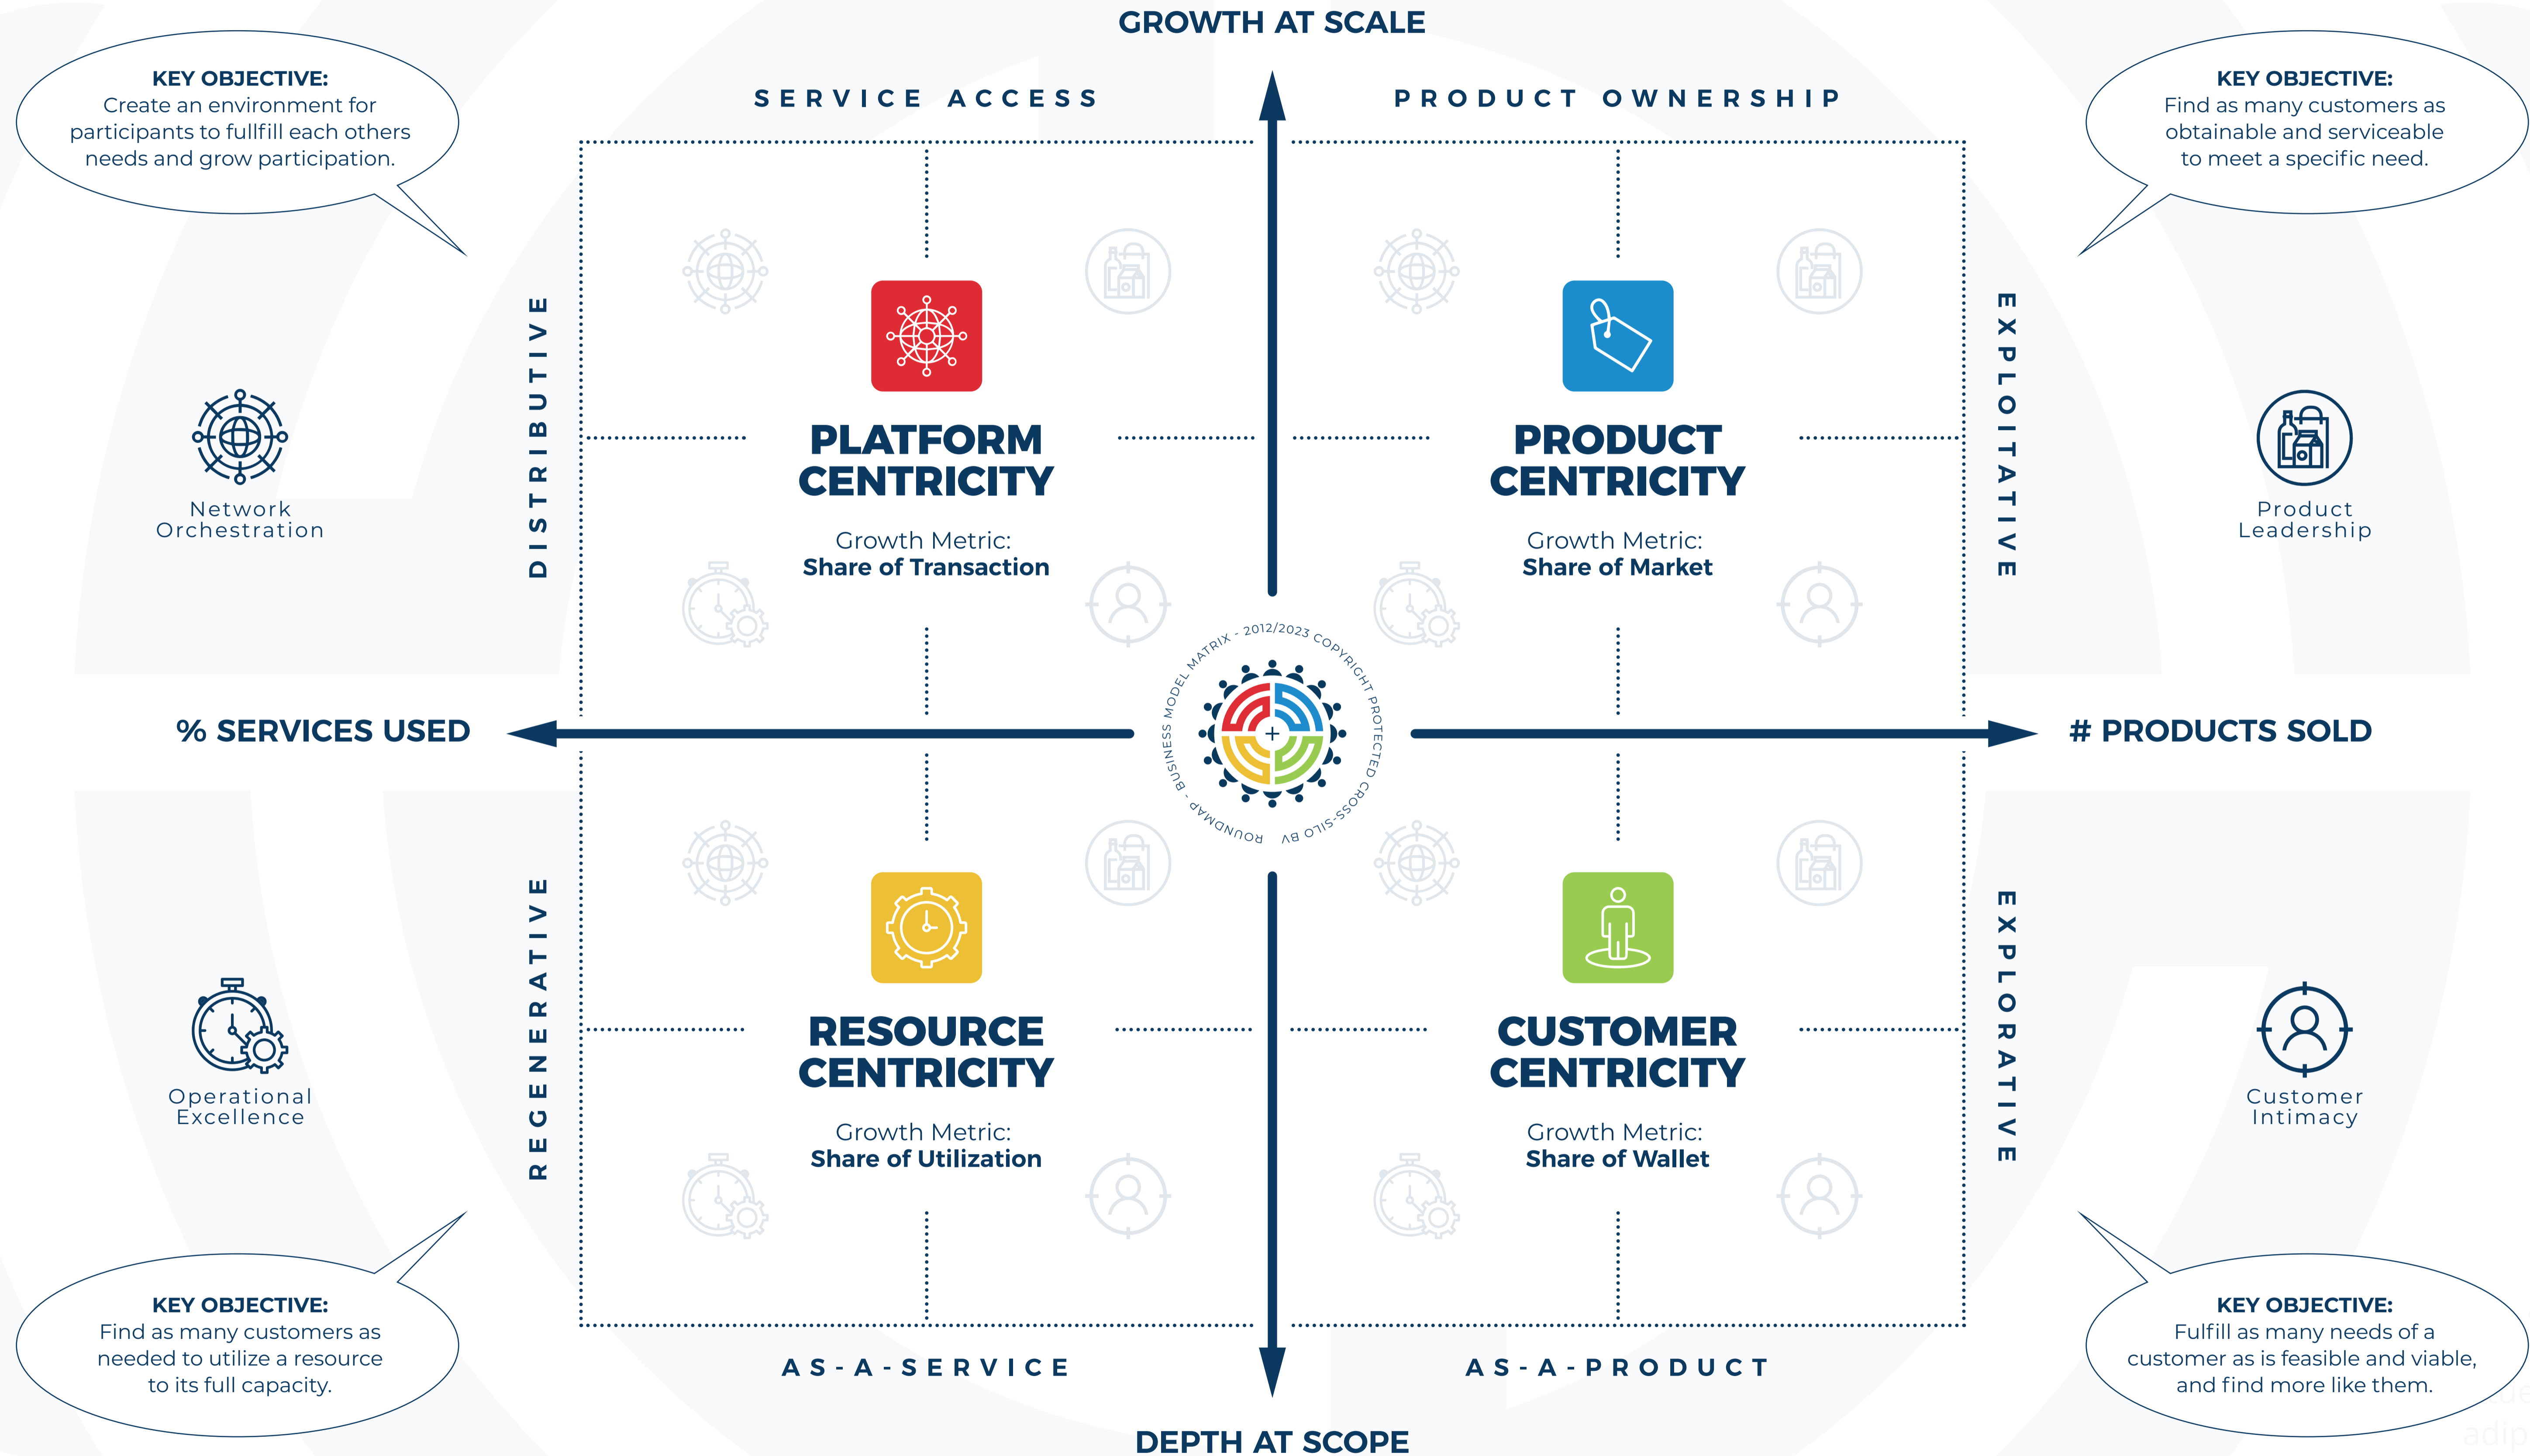 GROWTH AT SCALE
KEY OBJECTIVE:
Create an environment for
participants to fullfill each others
needs and grow participation.
SERVICE ACCESS
PRODUCT OWNERSHIP
KEY OBJECTIVE:
Find as many customers as
obtainable and serviceable
to meet a specific need.
DISTRIBUTIVE
EXPLOITATIVE
Network
Orchestration
PLATFORM
CENTRICITY
Growth Metric:
Share of Transaction
PRODUCT
CENTRICITY
Growth Metric:
Share of Market
Product
Leadership
% SERVICES USED
ROUNDMAP - BUSINESS MODEL MATRIX - 2012/2023 COPYRIGHT PROTECTED CROSS-SILO BV
# PRODUCTS SOLD
REGENERATIVE
EXPLORATIVE
Operational
Excellence
RESOURCE
CENTRICITY
Growth Metric:
Share of Utilization
CUSTOMER
CENTRICITY
Growth Metric:
Share of Wallet
Customer
Intimacy
KEY OBJECTIVE:
Find as many customers as
needed to utilize a resource
to its full capacity.
AS-A-SERVICE
AS-A-PRODUCT
KEY OBJECTIVE:
Fulfill as many needs of a
customer as is feasible and viable,
and find more like them.
DEPTH AT SCOPE